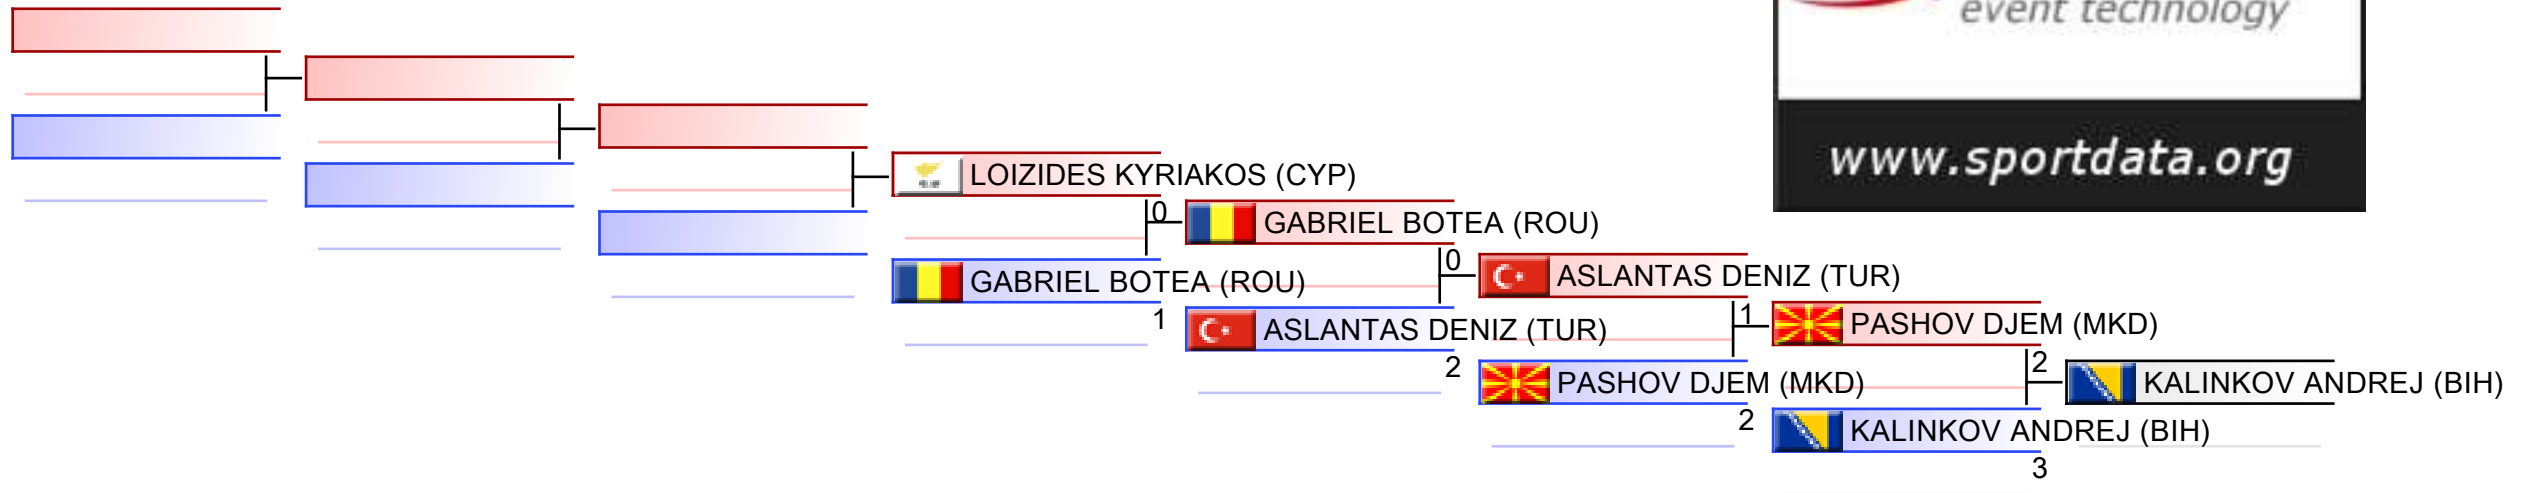 event technology
www.sportdata.org
LOIZIDES KYRIAKOS (CYP)
0
GABRIEL BOTEA (ROU)
GABRIEL BOTEA (ROU)
1
0
ASLANTAS DENIZ (TUR)
ASLANTAS DENIZ (TUR)
2
1
PASHOV DJEM (MKD)
PASHOV DJEM (MKD)
2
2
KALINKOV ANDREJ (BIH)
KALINKOV ANDREJ (BIH)
3